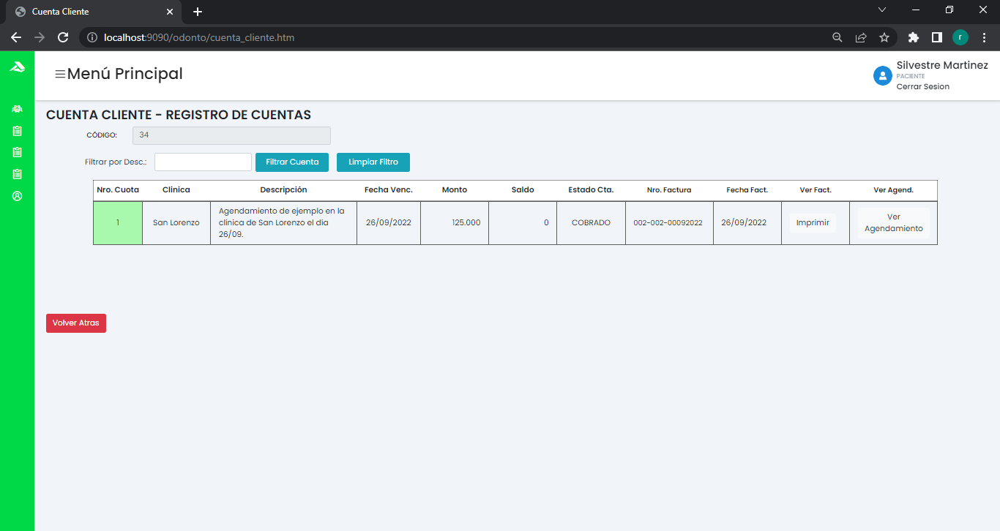 Cuenta Cliente
localhost:9090/odonto/cuenta_cliente.htm
r
Menú Principal
Silvestre Martinez
PACIENTE
Cerrar Sesion
CUENTA CLIENTE - REGISTRO DE CUENTAS
CÓDIGO: 34
Filtrar por Desc.: Filtrar Cuenta Limpiar Filtro
Nro. Cuota Clinica Descripción Fecha Venc. Monto Saldo Estado Cta. Nro. Factura Fecha Fact. Ver Fact. Ver Agend.
1 San Lorenzo Agendamiento de ejemplo en la
clínica de San Lorenzo el día
26/09. 26/09/2022 125.000 0 COBRADO 002-002-00092022 26/09/2022 Imprimir Ver
Agendamiento
Volver Atras